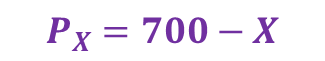 P_X = 700 − X